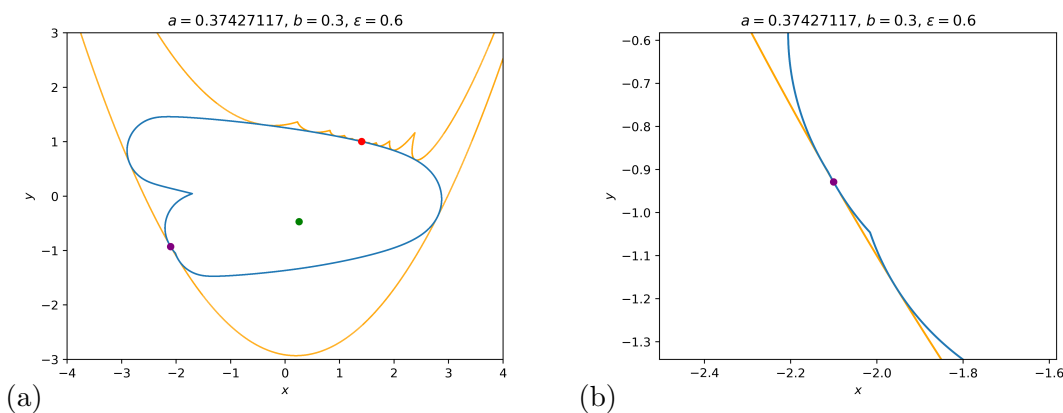 a = 0.37427117, b = 0.3, ε = 0.6
3
2
1
0
−1
−2
−3
y
−4 −3 −2 −1 0 1 2 3 4
x
(a)
a = 0.37427117, b = 0.3, ε = 0.6
−0.6
−0.7
−0.8
−0.9
−1.0
−1.1
−1.2
−1.3
y
−2.4 −2.2 −2.0 −1.8 −1.6
x
(b)